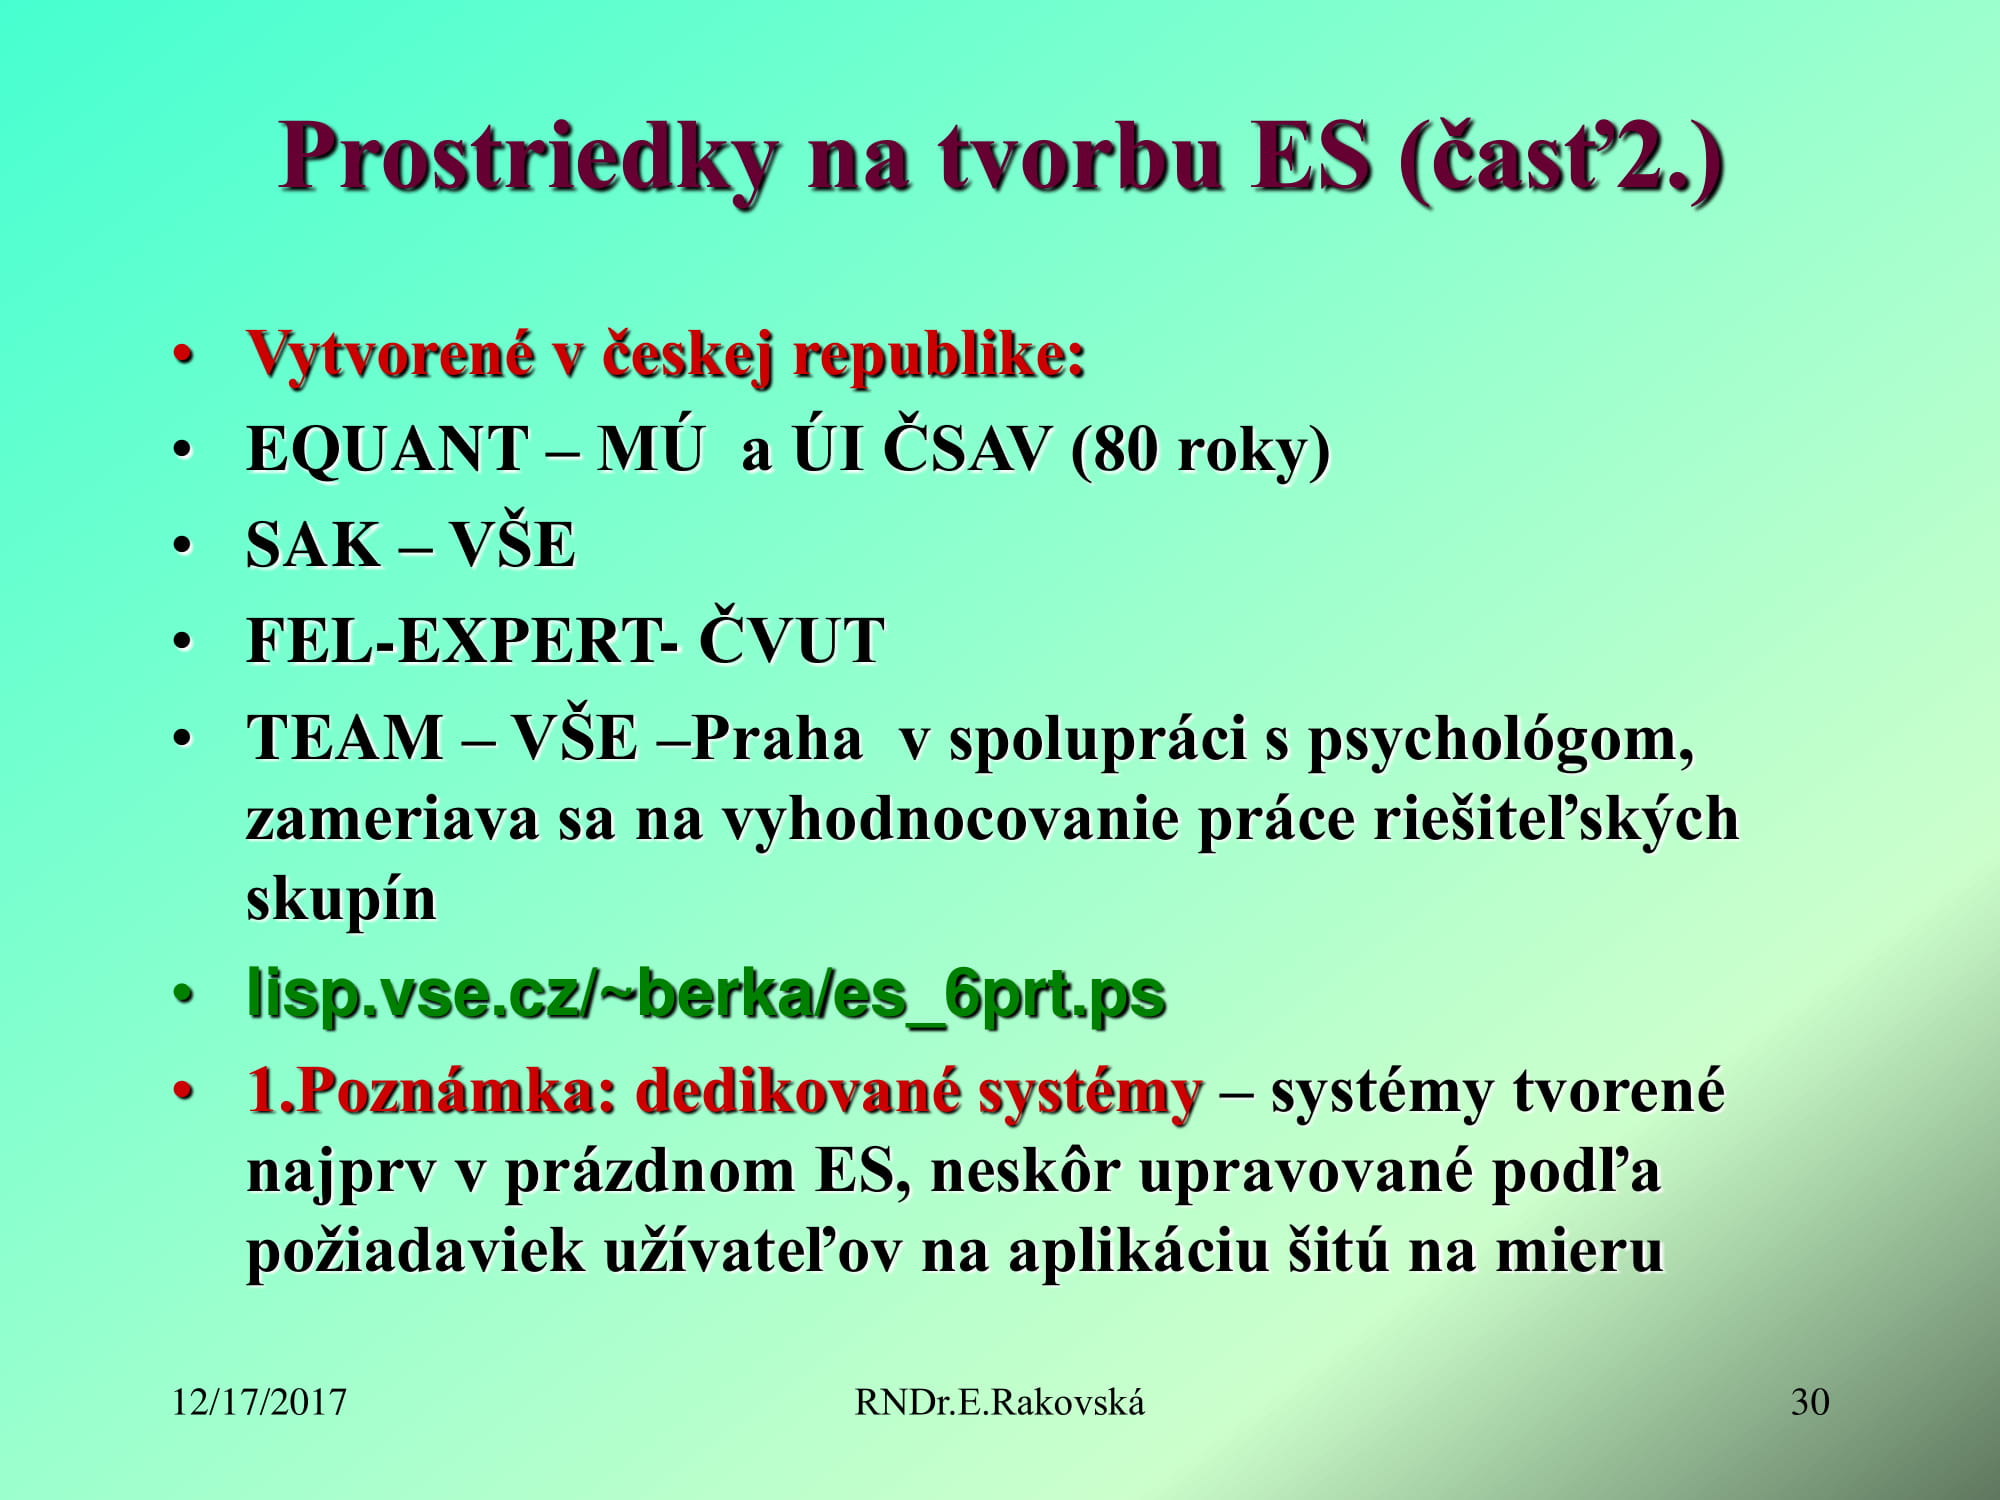 Prostriedky na tvorbu ES (časť2.)
• Vytvorené v českej republike:
• EQUANT – MÚ  a ÚI ČSAV (80 roky)
• SAK – VŠE
• FEL-EXPERT- ČVUT
• TEAM – VŠE –Praha  v spolupráci s psychológom,
zameriava sa na vyhodnocovanie práce riešiteľských
skupín
• lisp.vse.cz/~berka/es_6prt.ps
• 1.Poznámka: dedikované systémy – systémy tvorené
najprv v prázdnom ES, neskôr upravované podľa
požiadaviek užívateľov na aplikáciu šitú na mieru
12/17/2017
RNDr.E.Rakovská
30